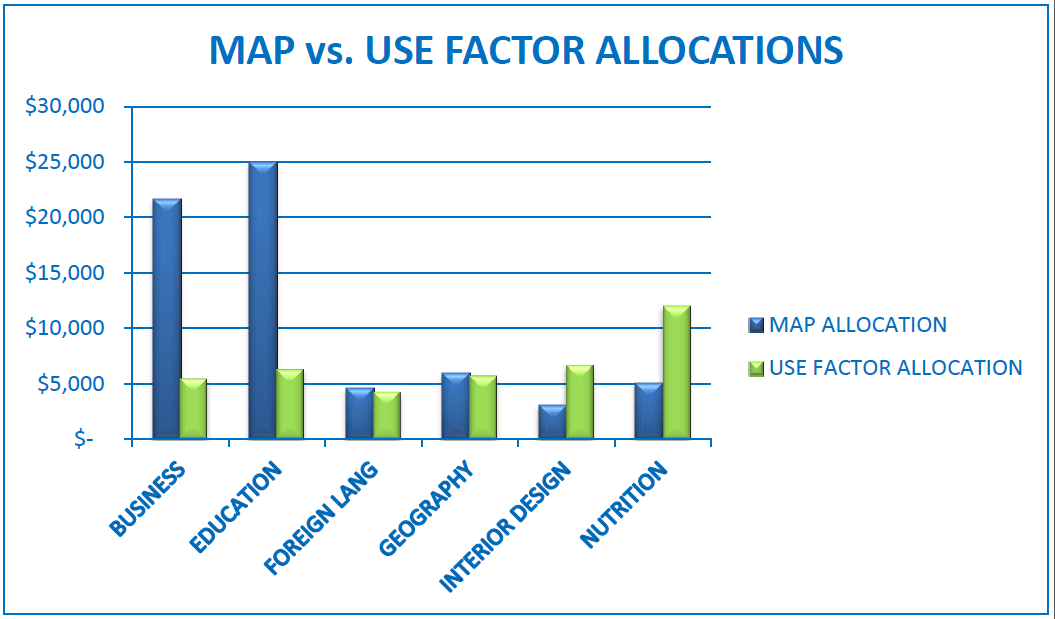 MAP vs. USE FACTOR ALLOCATIONS
$30,000
$25,000
$20,000
$15,000
$10,000
$5,000
$-
BUSINESS
EDUCATION
FOREIGN LANG
GEOGRAPHY
INTERIOR DESIGN
NUTRITION
MAP ALLOCATION
USE FACTOR ALLOCATION